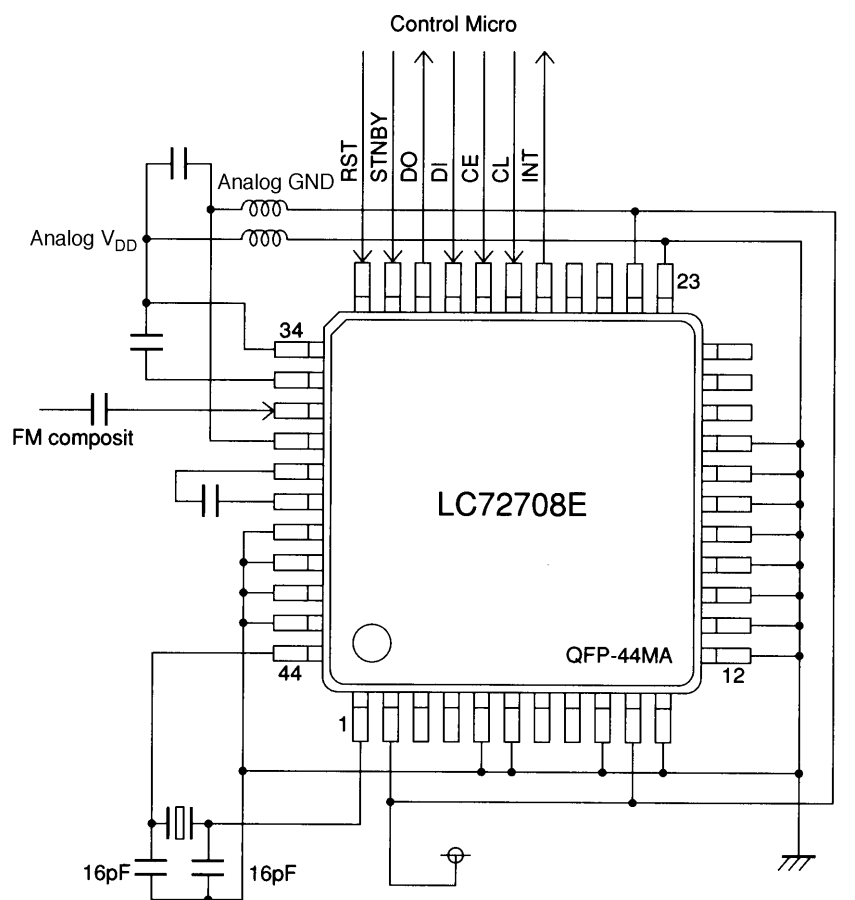 Control Micro
RST
STNBY
DO
DI
CE
CL
INT
Analog GND
Analog VDD
23
34
FM composit
LC72708E
44
QFP-44MA
12
1
16pF
16pF